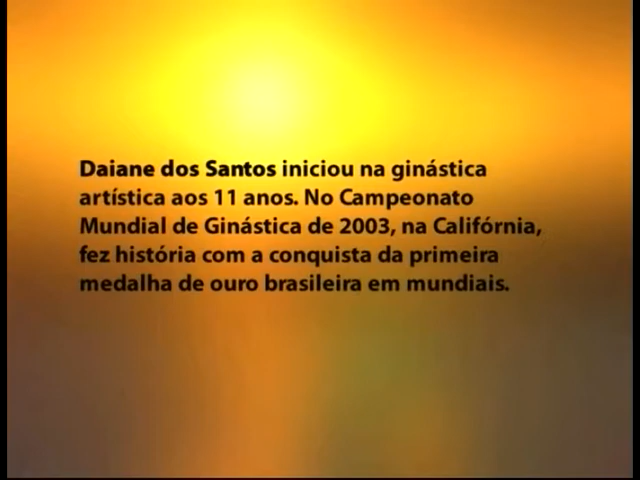 Daiane dos Santos iniciou na ginástica
artística aos 11 anos. No Campeonato
Mundial de Ginástica de 2003, na Califórnia,
fez história com a conquista da primeira
medalha de ouro brasileira em mundiais.